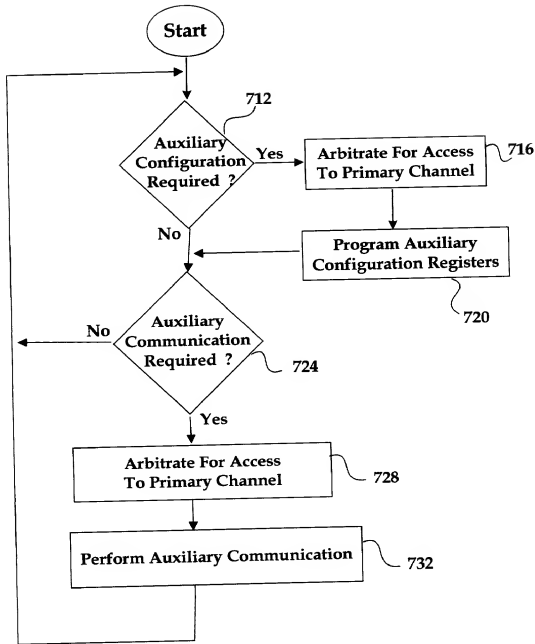 Start
712
Auxiliary
Configuration
Required ?
Yes
Arbitrate For Access
To Primary Channel
716
No
Program Auxiliary
Configuration Registers
720
No
Auxiliary
Communication
Required ?
724
Yes
Arbitrate For Access
To Primary Channel
728
Perform Auxiliary Communication
732